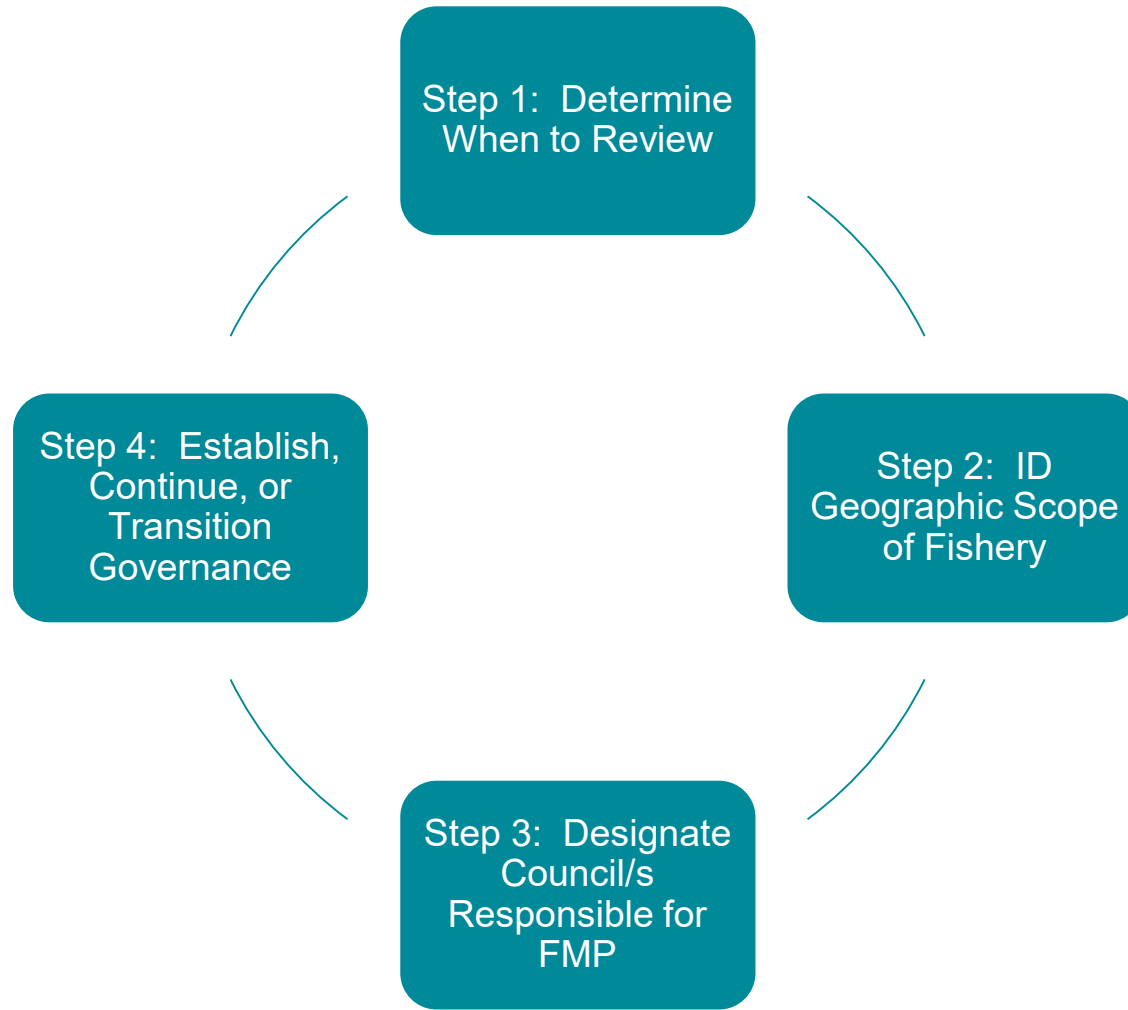 Step 1:  Determine
When to Review
Step 2:  ID
Geographic Scope
of Fishery
Step 3:  Designate
Council/s
Responsible for
FMP
Step 4:  Establish,
Continue, or
Transition
Governance